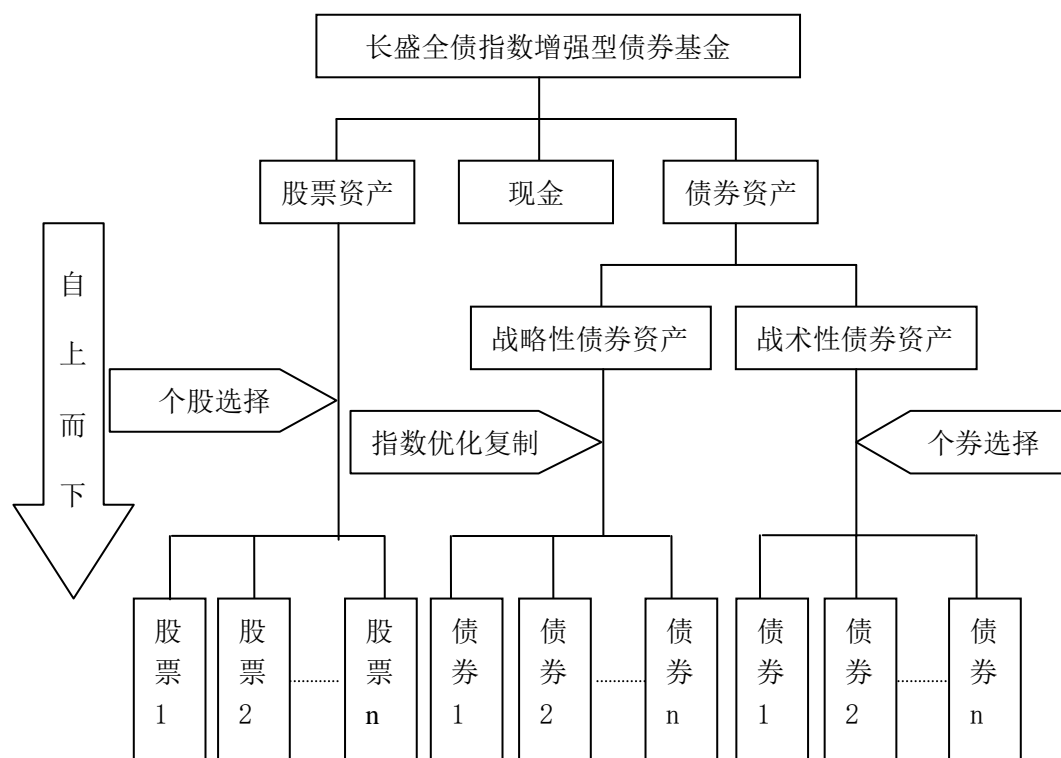 长盛全债指数增强型债券基金
股票资产
现金
债券资产
自上而下
战略性债券资产
战术性债券资产
个股选择
指数优化复制
个券选择
股票1
股票2
股票n
债券1
债券2
债券n
债券1
债券2
债券n